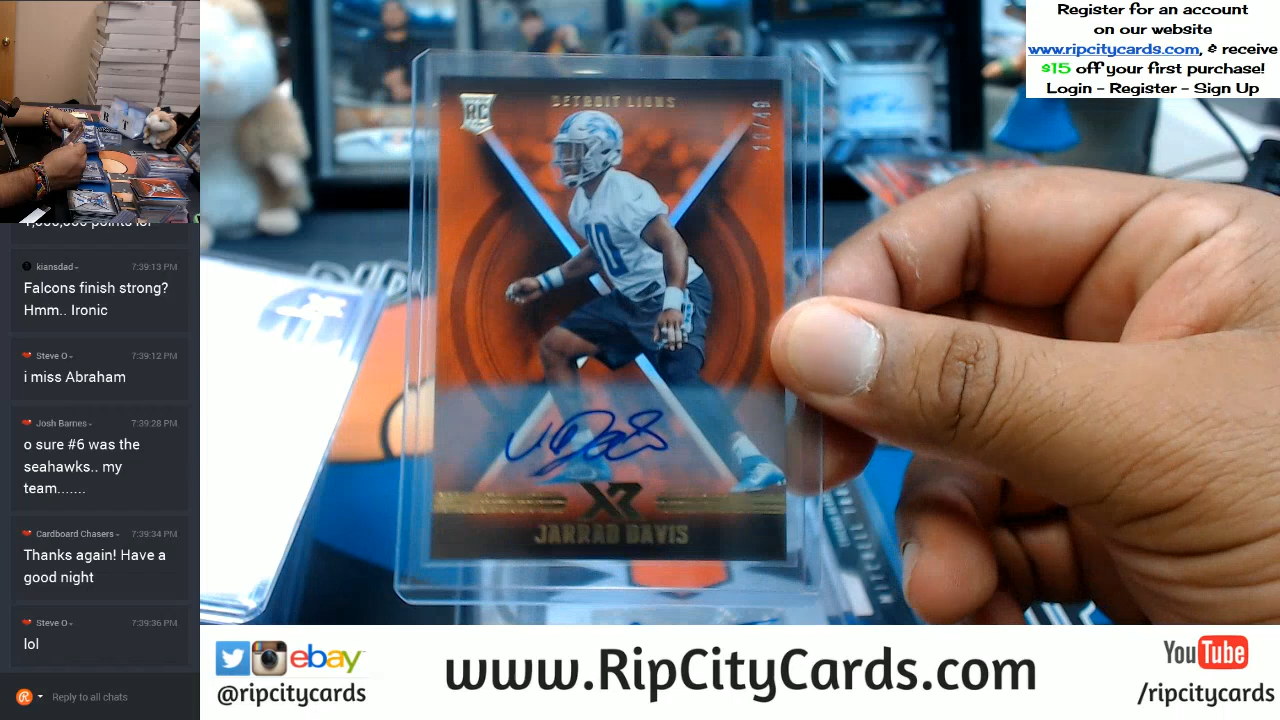 Register for an account
on our website
www.ripcitycards.com, & receive
$15 off your first purchase!
Login - Register - Sign Up
kiansdad
7:39:13 PM
Falcons finish strong?
Hmm.. Ironic
Steve O
7:39:12 PM
i miss Abraham
Josh Barnes
7:39:28 PM
o sure #6 was the
seahawks.. my
team.......
Cardboard Chasers
7:39:34 PM
Thanks again! Have a
good night
Steve O
7:39:36 PM
lol
Reply to all chats
RC
DETROIT LIONS
40
XR
JARRAD DAVIS
ebay
@ripcitycards
www.RipCityCards.com
YouTube
/ripcitycards